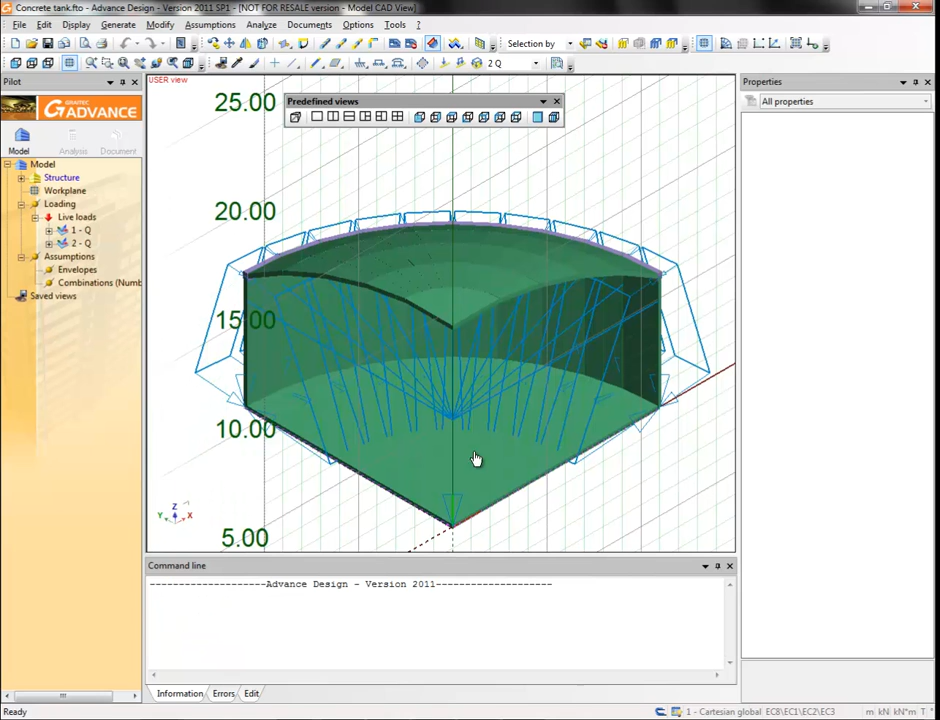 Concrete tank.fto - Advance Design - Version 2011 SP1 - [NOT FOR RESALE version - Model CAD View]
File Edit Display Generate Modify Assumptions Analyze Documents Options Tools ?
Selection by
2 Q
Pilot
USER view
Properties
GRAITEC
ADVANCE
All properties
Predefined views
Model Analysis Document
Model
Structure
Workplane
Loading
Live loads
1 - Q
2 - Q
Assumptions
Envelopes
Combinations (Numb
Saved views
25.00
20.00
15.00
10.00
5.00
Z
Y
X
Command line
--------------------Advance Design - Version 2011--------------------
Information Errors Edit
Ready
1 - Cartesian global EC8/EC1/EC2/EC3 m kN kN*m T °